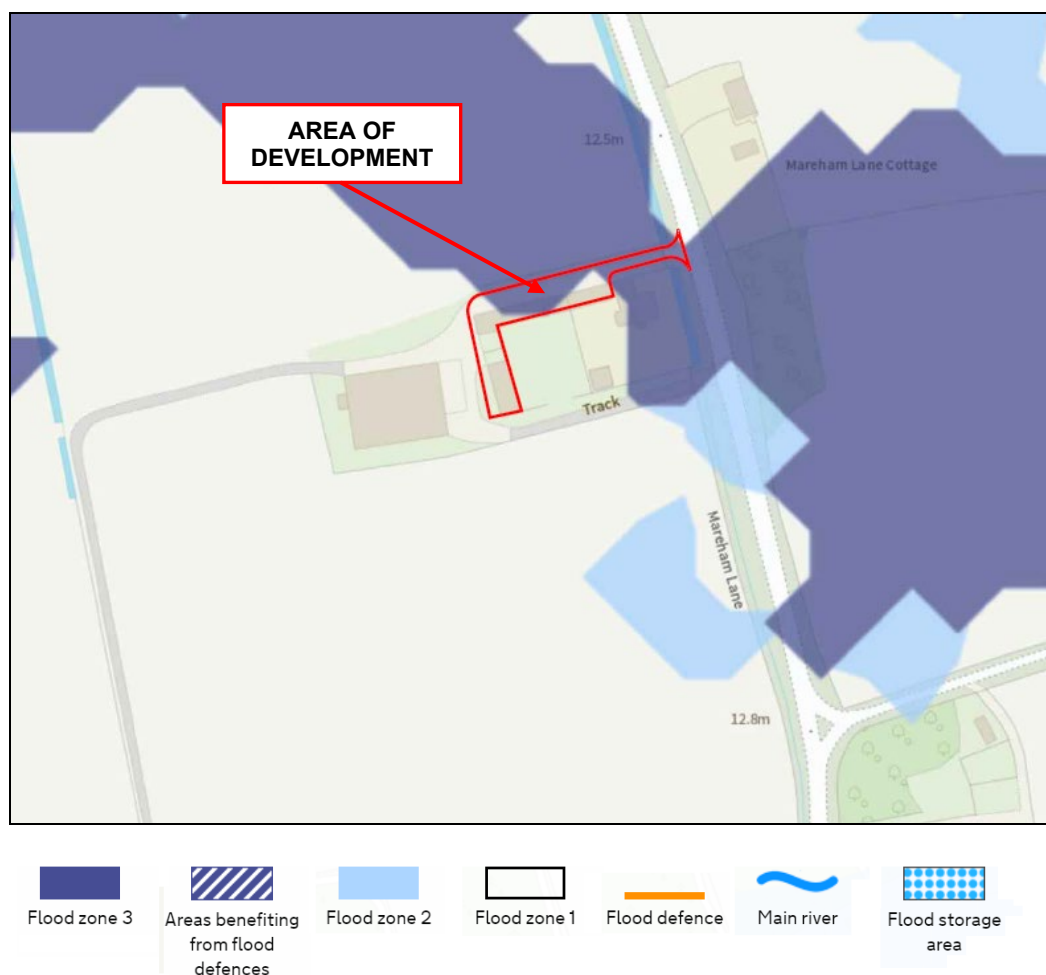 AREA OF
DEVELOPMENT
12.5m
Mareham Lane Cottage
Track
Mareham Lane
12.8m
Flood zone 3
Areas benefiting
from flood
defences
Flood zone 2
Flood zone 1
Flood defence
Main river
Flood storage
area